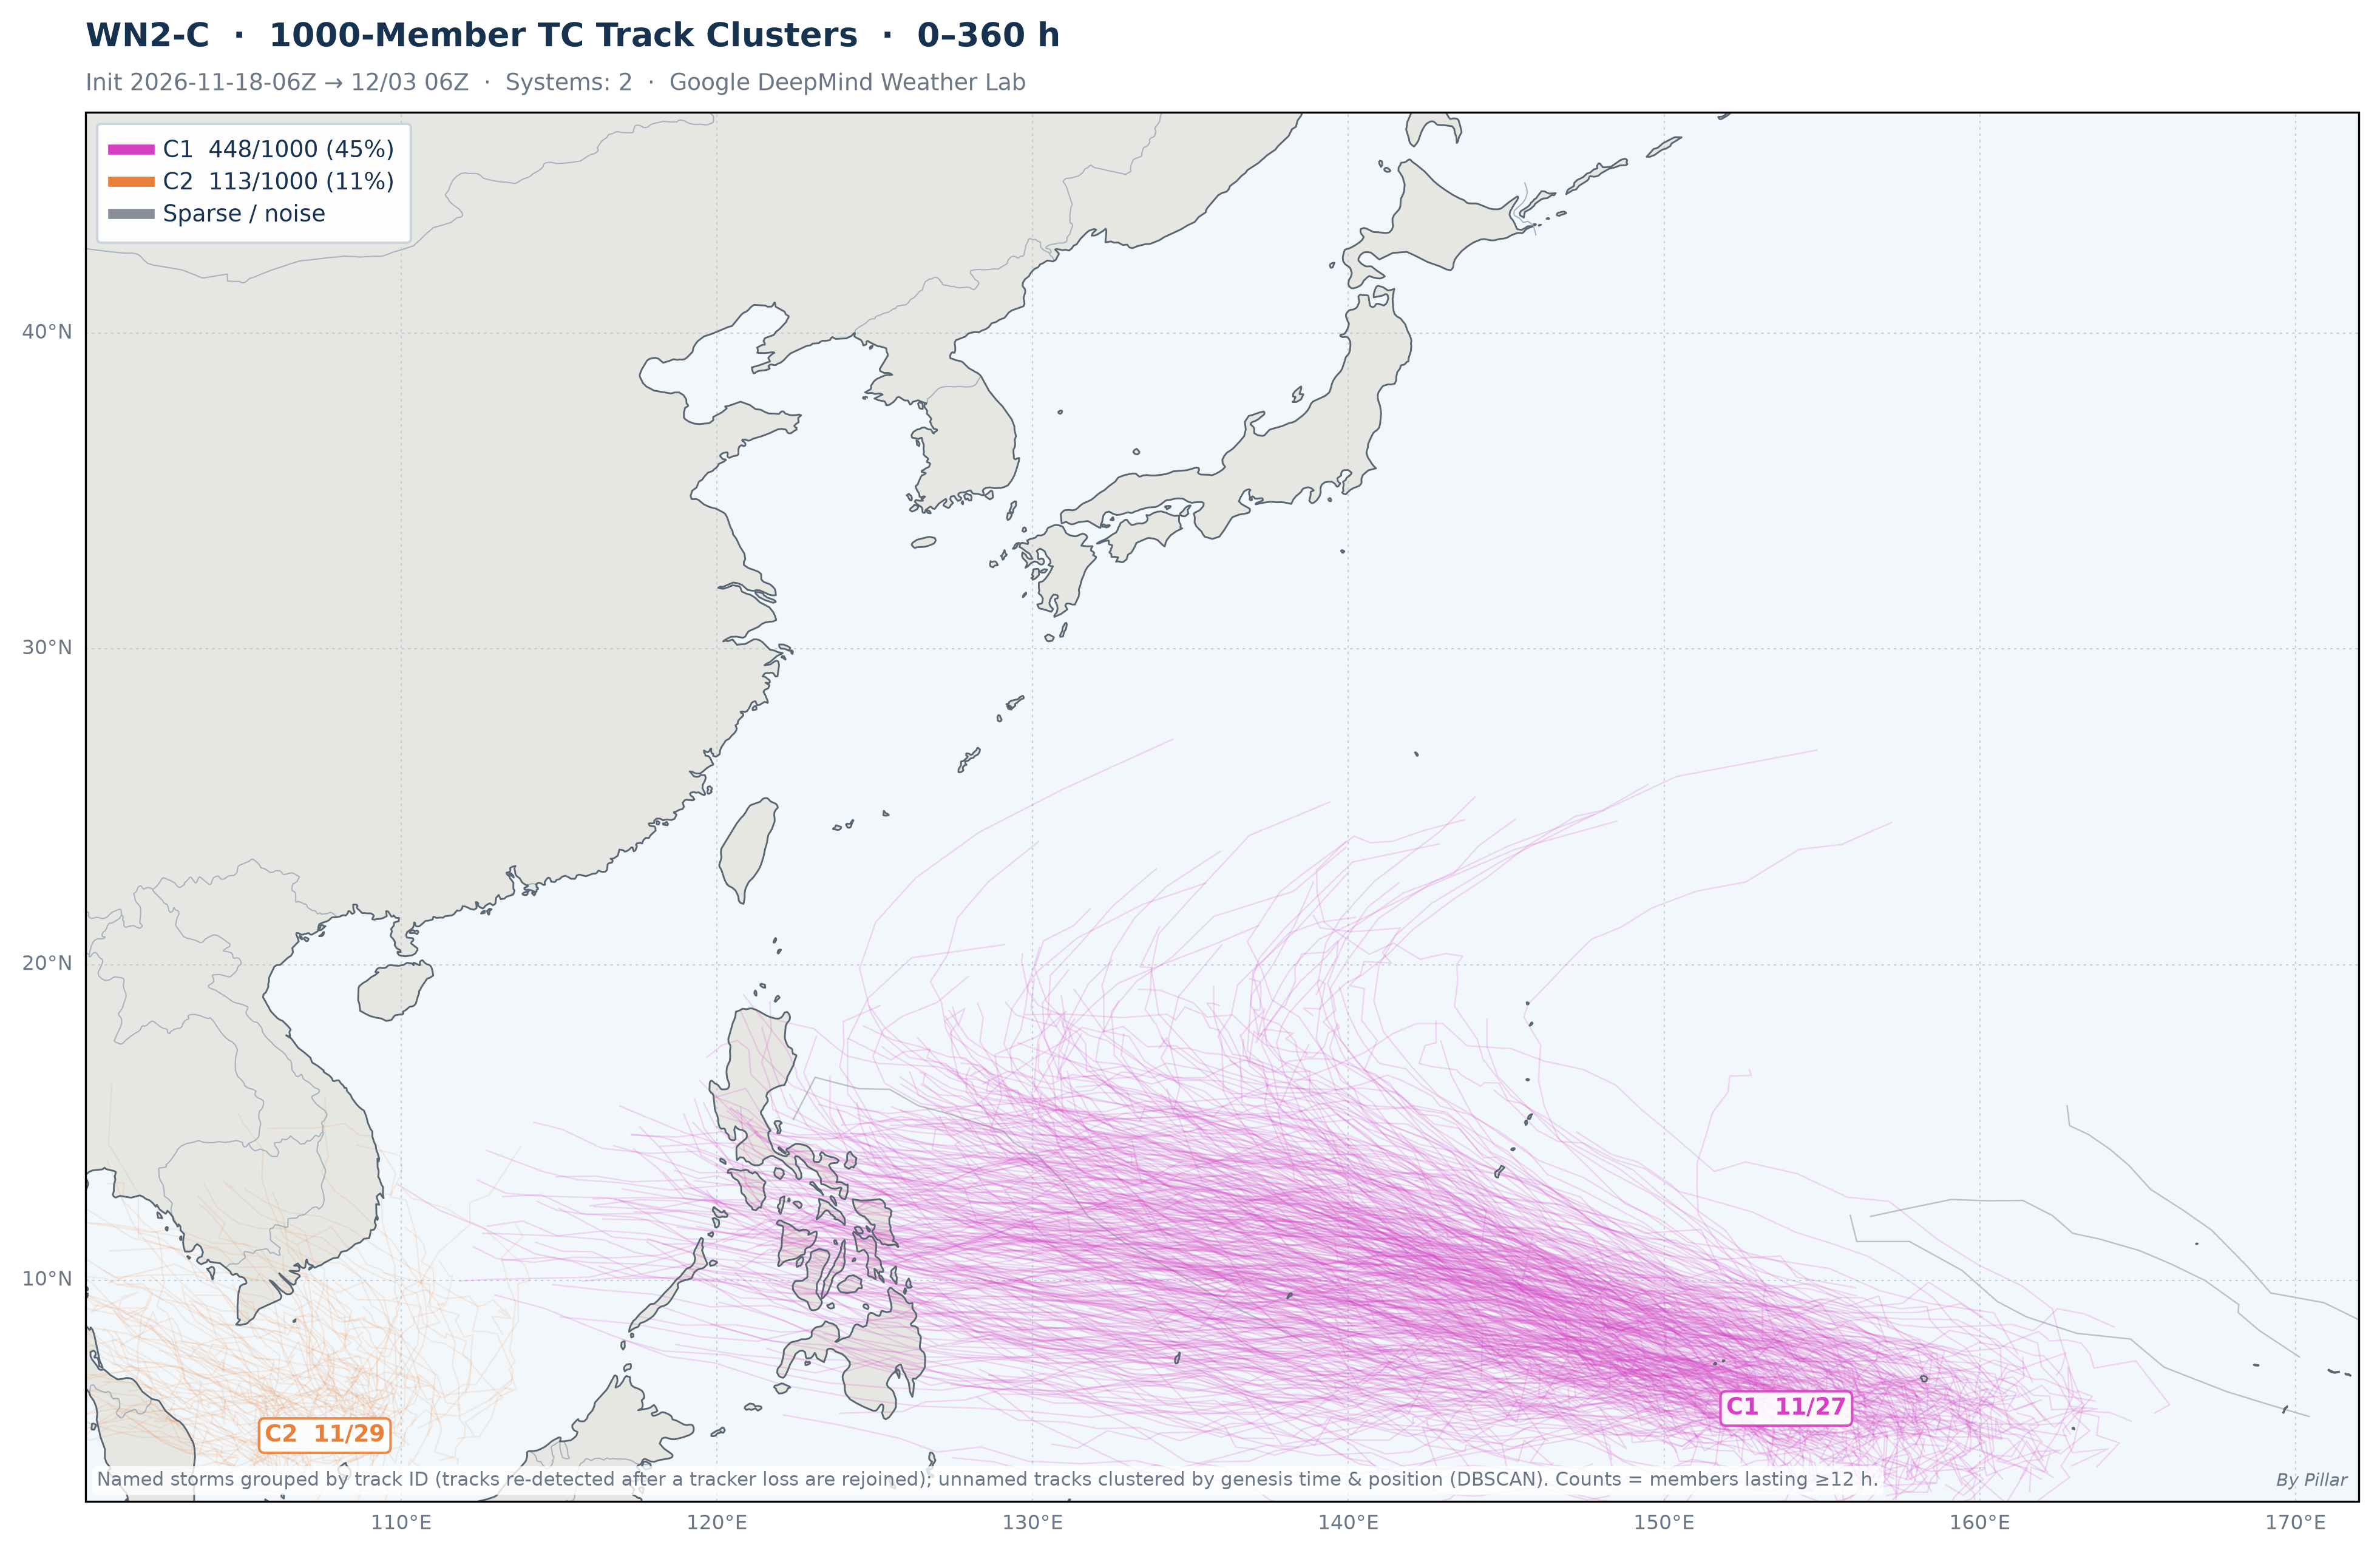 WN2-C · 1000-Member TC Track Clusters · 0–360 h
Init 2026-11-18-06Z → 12/03 06Z · Systems: 2 · Google DeepMind Weather Lab
C1 448/1000 (45%)
C2 113/1000 (11%)
Sparse / noise
40°N
30°N
20°N
10°N
C1 11/27
C2 11/29
Named storms grouped by track ID (tracks re-detected after a tracker loss are rejoined); unnamed tracks clustered by genesis time & position (DBSCAN). Counts = members lasting ≥12 h.
By Pillar
110°E
120°E
130°E
140°E
150°E
160°E
170°E